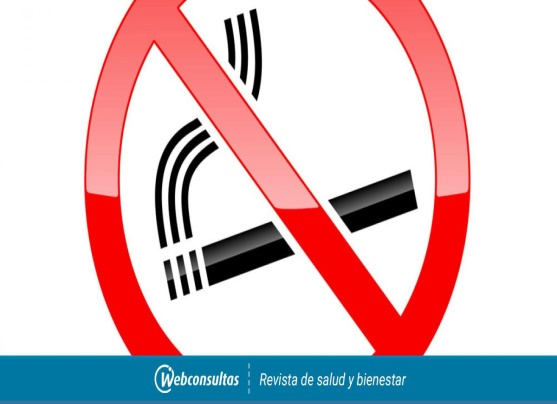 Webconsultas
Revista de salud y bienestar